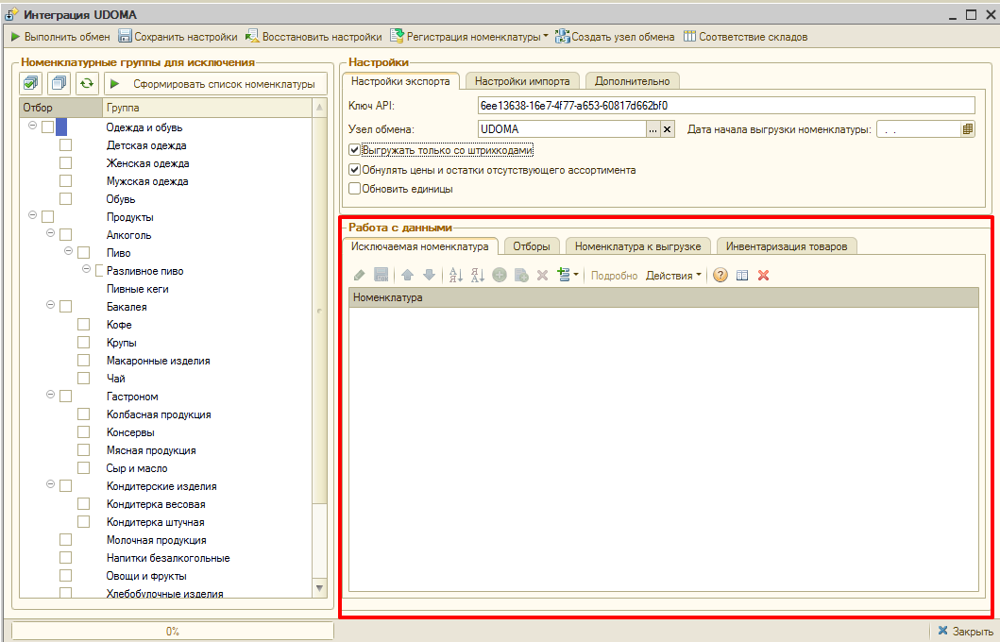 Интеграция UDOMA
Выполнить обмен Сохранить настройки Восстановить настройки Регистрация номенклатуры Создать узел обмена Соответствие складов
Номенклатурные группы для исключения
Сформировать список номенклатуры
Отбор Группа
Одежда и обувь
Детская одежда
Женская одежда
Мужская одежда
Обувь
Продукты
Алкоголь
Пиво
Разливное пиво
Пивные кеги
Бакалея
Кофе
Крупы
Макаронные изделия
Чай
Гастроном
Колбасная продукция
Консервы
Мясная продукция
Сыр и масло
Кондитерские изделия
Кондитерка весовая
Кондитерка штучная
Молочная продукция
Напитки безалкогольные
Овощи и фрукты
Хлебобулочные изделия
Настройки
Настройки экспорта Настройки импорта Дополнительно
Ключ API: 6ee13638-16e7-4f77-a653-60817d662bf0
Узел обмена: UDOMA ... Дата начала выгрузки номенклатуры: . .
Выгружать только со штрихкодами
Обнулять цены и остатки отсутствующего ассортимента
Обновить единицы
Работа с данными
Исключаемая номенклатура Отборы Номенклатура к выгрузке Инвентаризация товаров
Подробно Действия
Номенклатура
0%
Закрыть